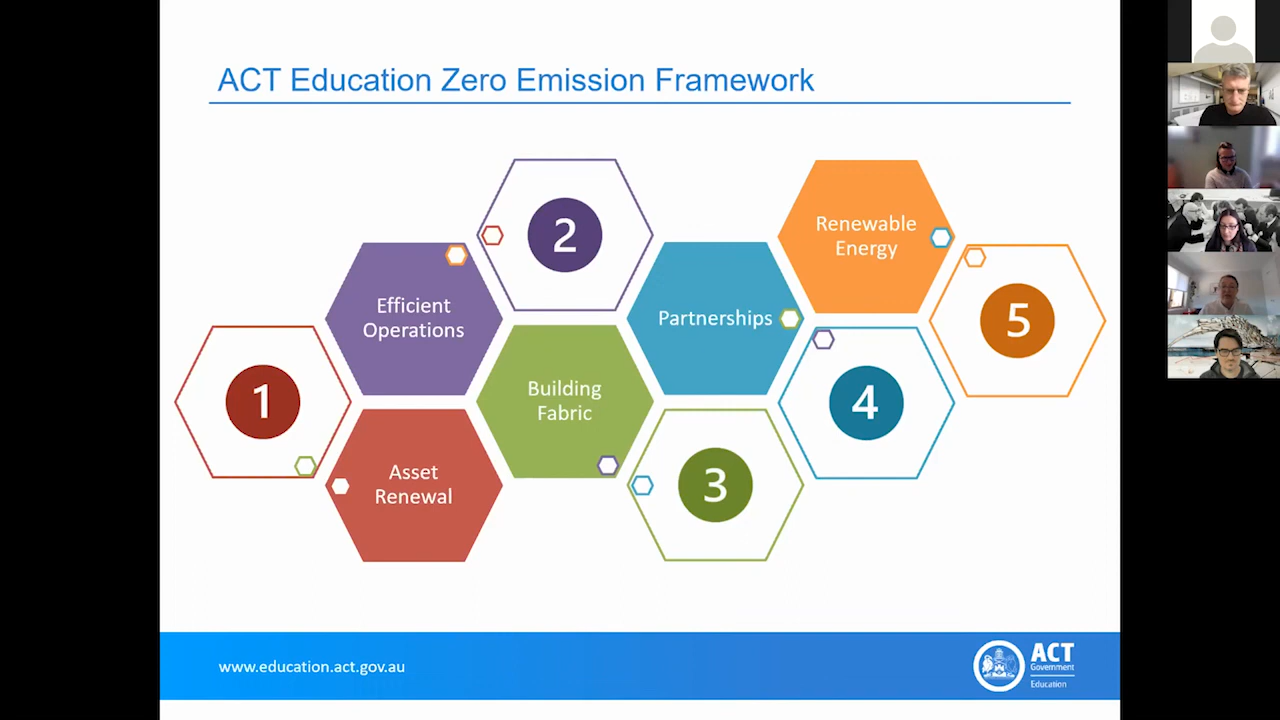 ACT Education Zero Emission Framework
1
Asset
Renewal
2
Efficient
Operations
3
Building
Fabric
4
Partnerships
5
Renewable
Energy
www.education.act.gov.au
ACT
Government
Education